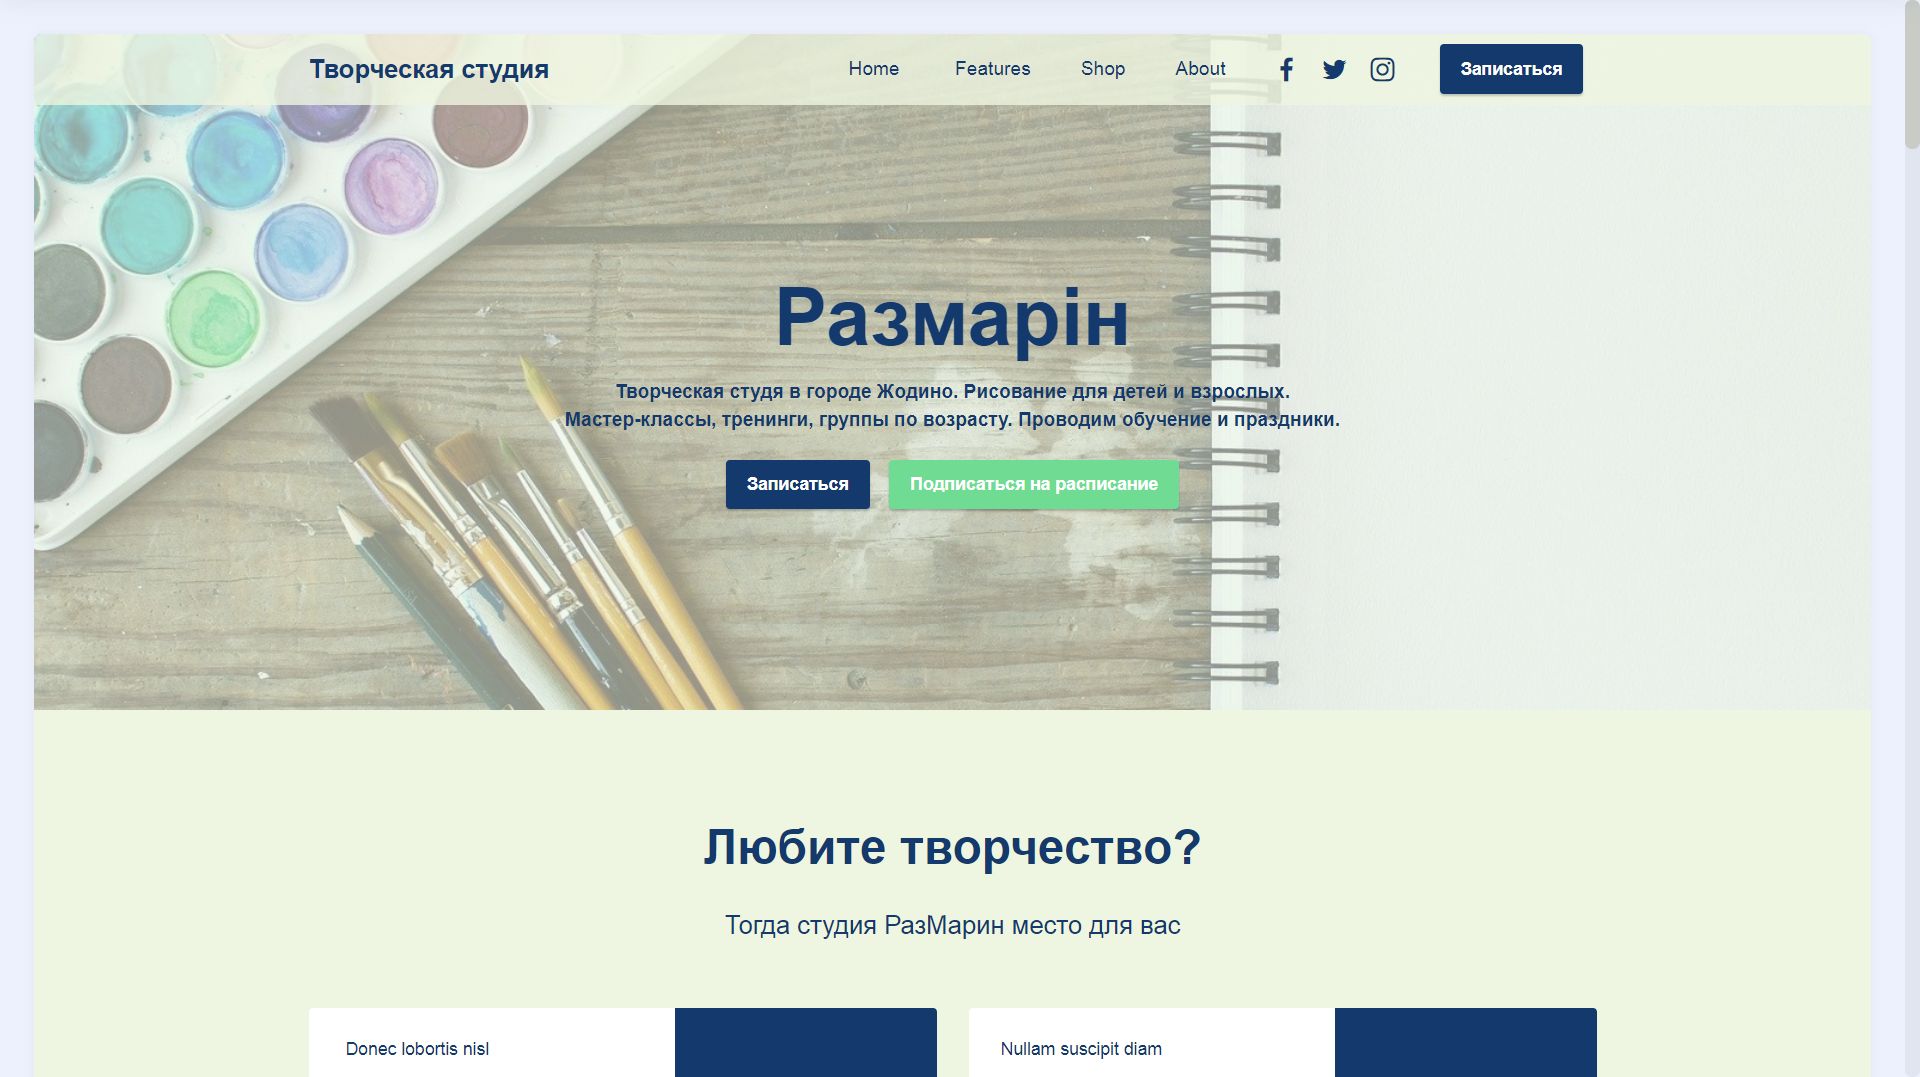 Творческая студия
Home
Features
Shop
About
Записаться
Размарiн
Творческая студя в городе Жодино. Рисование для детей и взрослых.
Мастер-классы, тренинги, группы по возрасту. Проводим обучение и праздники.
Записаться
Подписаться на расписание
Любите творчество?
Тогда студия РазМарин место для вас
Donec lobortis nisl
Nullam suscipit diam